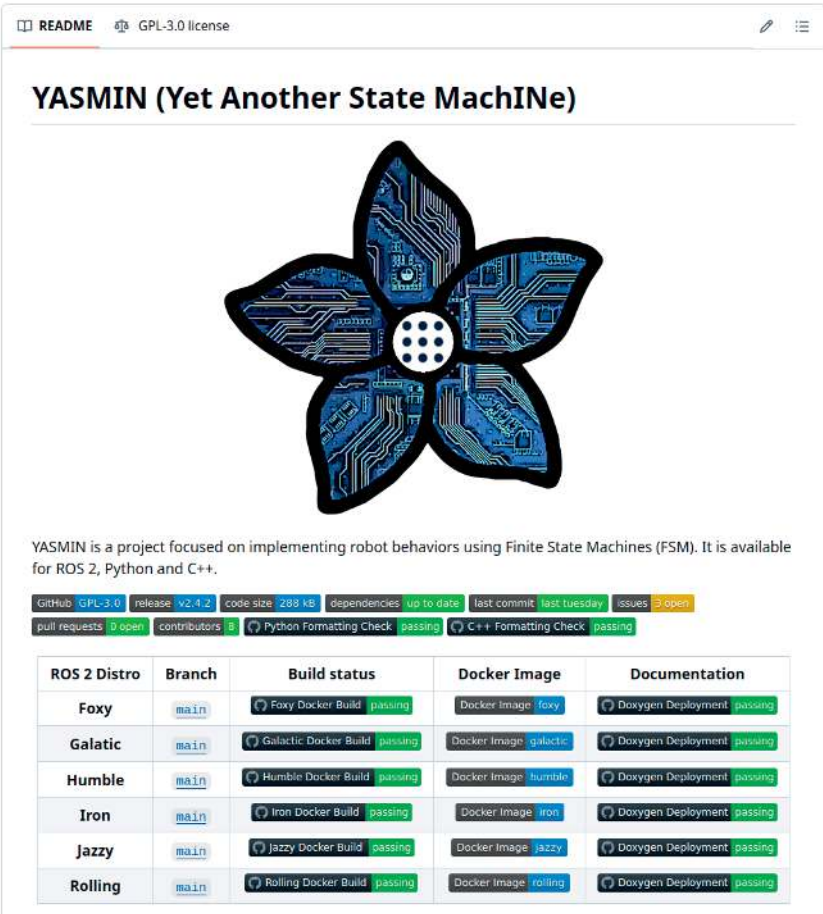 README GPL-3.0 license
YASMIN (Yet Another State MachINe)
YASMIN is a project focused on implementing robot behaviors using Finite State Machines (FSM). It is available
for ROS 2, Python and C++.
GitHub GPL-3.0 release v2.4.2 code size 288 kB dependencies up to date last commit last tuesday issues 3 open
pull requests 0 open contributors 8 Python Formatting Check passing C++ Formatting Check passing
ROS 2 Distro Branch Build status Docker Image Documentation
Foxy main Foxy Docker Build passing Docker Image foxy Doxygen Deployment passing
Galatic main Galactic Docker Build passing Docker Image galactic Doxygen Deployment passing
Humble main Humble Docker Build passing Docker Image humble Doxygen Deployment passing
Iron main Iron Docker Build passing Docker Image iron Doxygen Deployment passing
Jazzy main Jazzy Docker Build passing Docker Image jazzy Doxygen Deployment passing
Rolling main Rolling Docker Build passing Docker Image rolling Doxygen Deployment passing